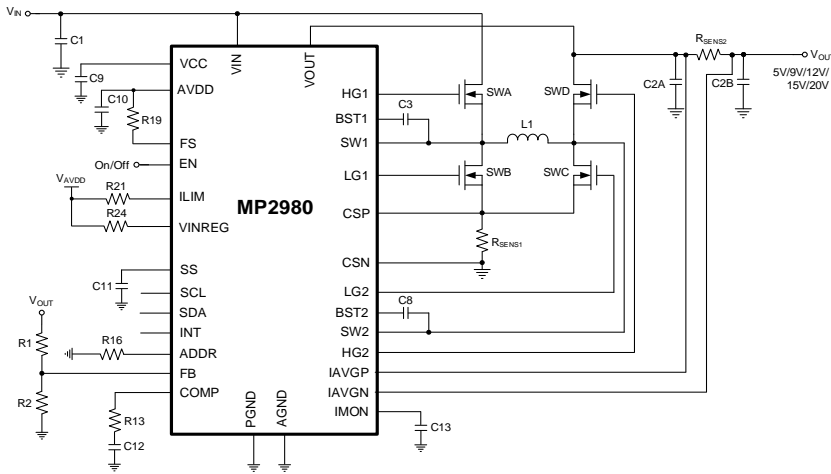 VIN
C1
C9
VCC
VIN
VOUT
RSENS2
VOU
5V/9V/12V/
15V/20V
C10
AVDD
HG1
SWA
SWD
C2A
C2B
R19
BST1
C3
L1
FS
SW1
On/Off
EN
VAVDD
R21
ILIM
LG1
SWB
SWC
MP2980
R24
VINREG
CSP
RSENS1
SS
CSN
C11
SCL
LG2
VOUT
SDA
BST2
C8
INT
SW2
R1
R16
ADDR
HG2
FB
IAVGP
R2
COMP
IAVGN
R13
PGND
AGND
IMON
C12
C13